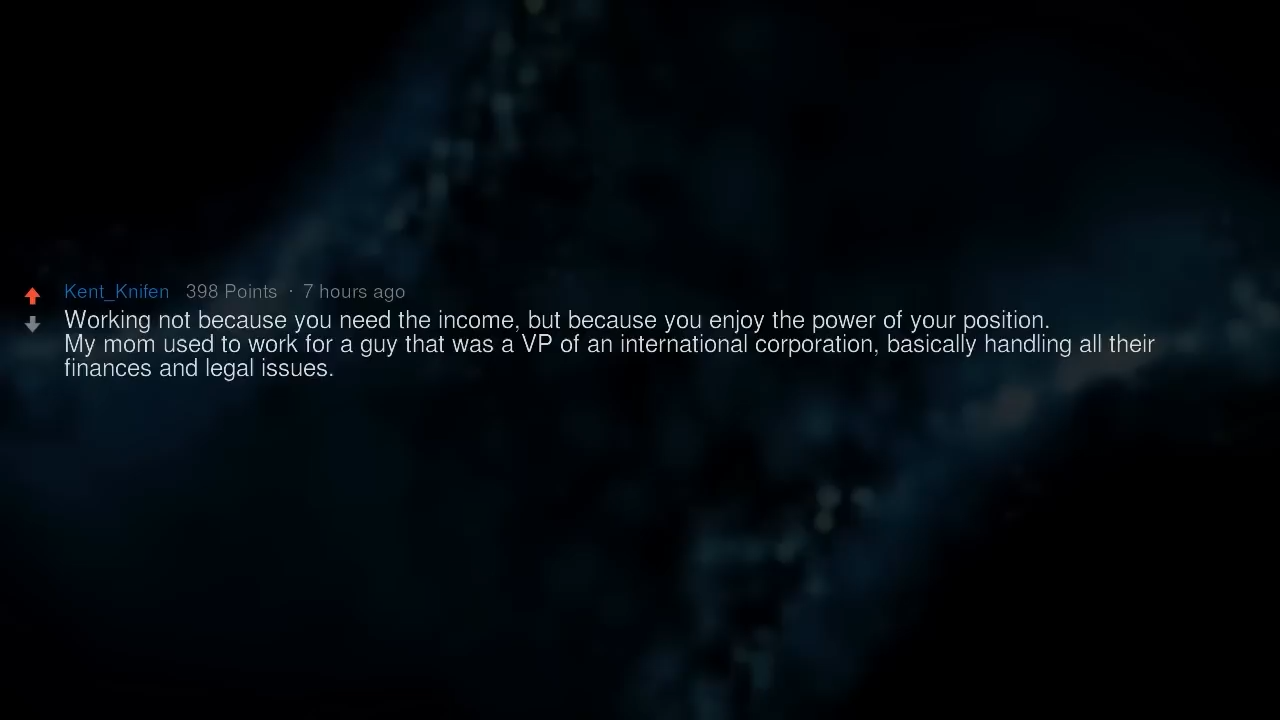 Kent_Knifen 398 Points · 7 hours ago
Working not because you need the income, but because you enjoy the power of your position.
My mom used to work for a guy that was a VP of an international corporation, basically handling all their
finances and legal issues.